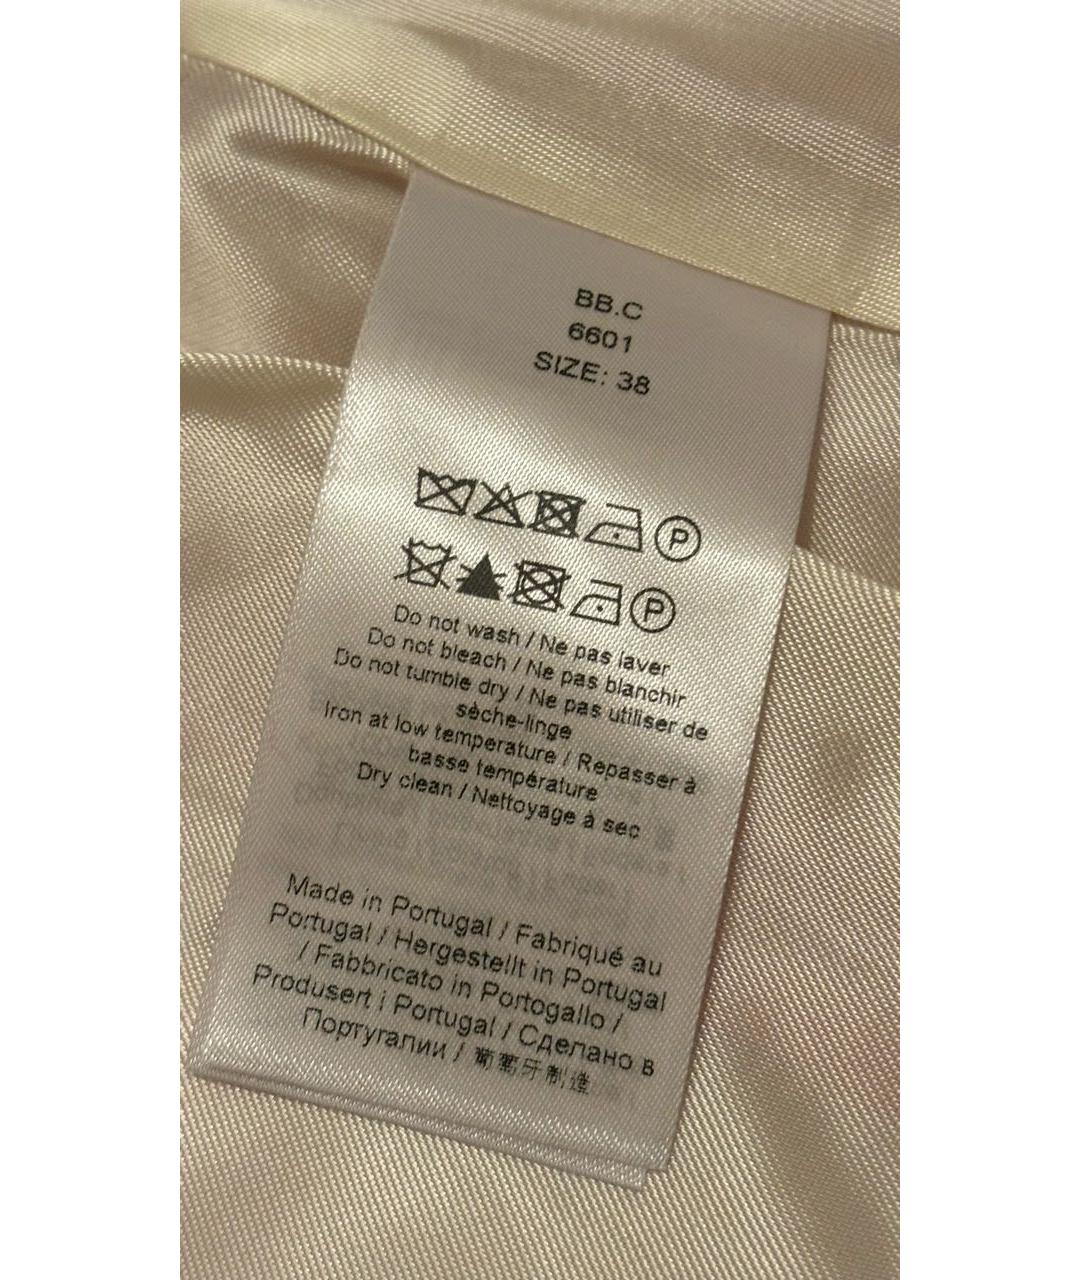 BB.C
6601
SIZE: 38
P
P
Do not wash / Ne pas laver
Do not bleach / Ne pas blanchir
Do not tumble dry / Ne pas utiliser de
sèche-linge
Iron at low temperature / Repasser à
basse température
Dry clean / Nettoyage à sec
Made in Portugal / Fabriqué au
Portugal / Hergestellt in Portugal
/ Fabbricato in Portogallo /
Produsert i Portugal / Сделано в
Португалии / 葡萄牙制造